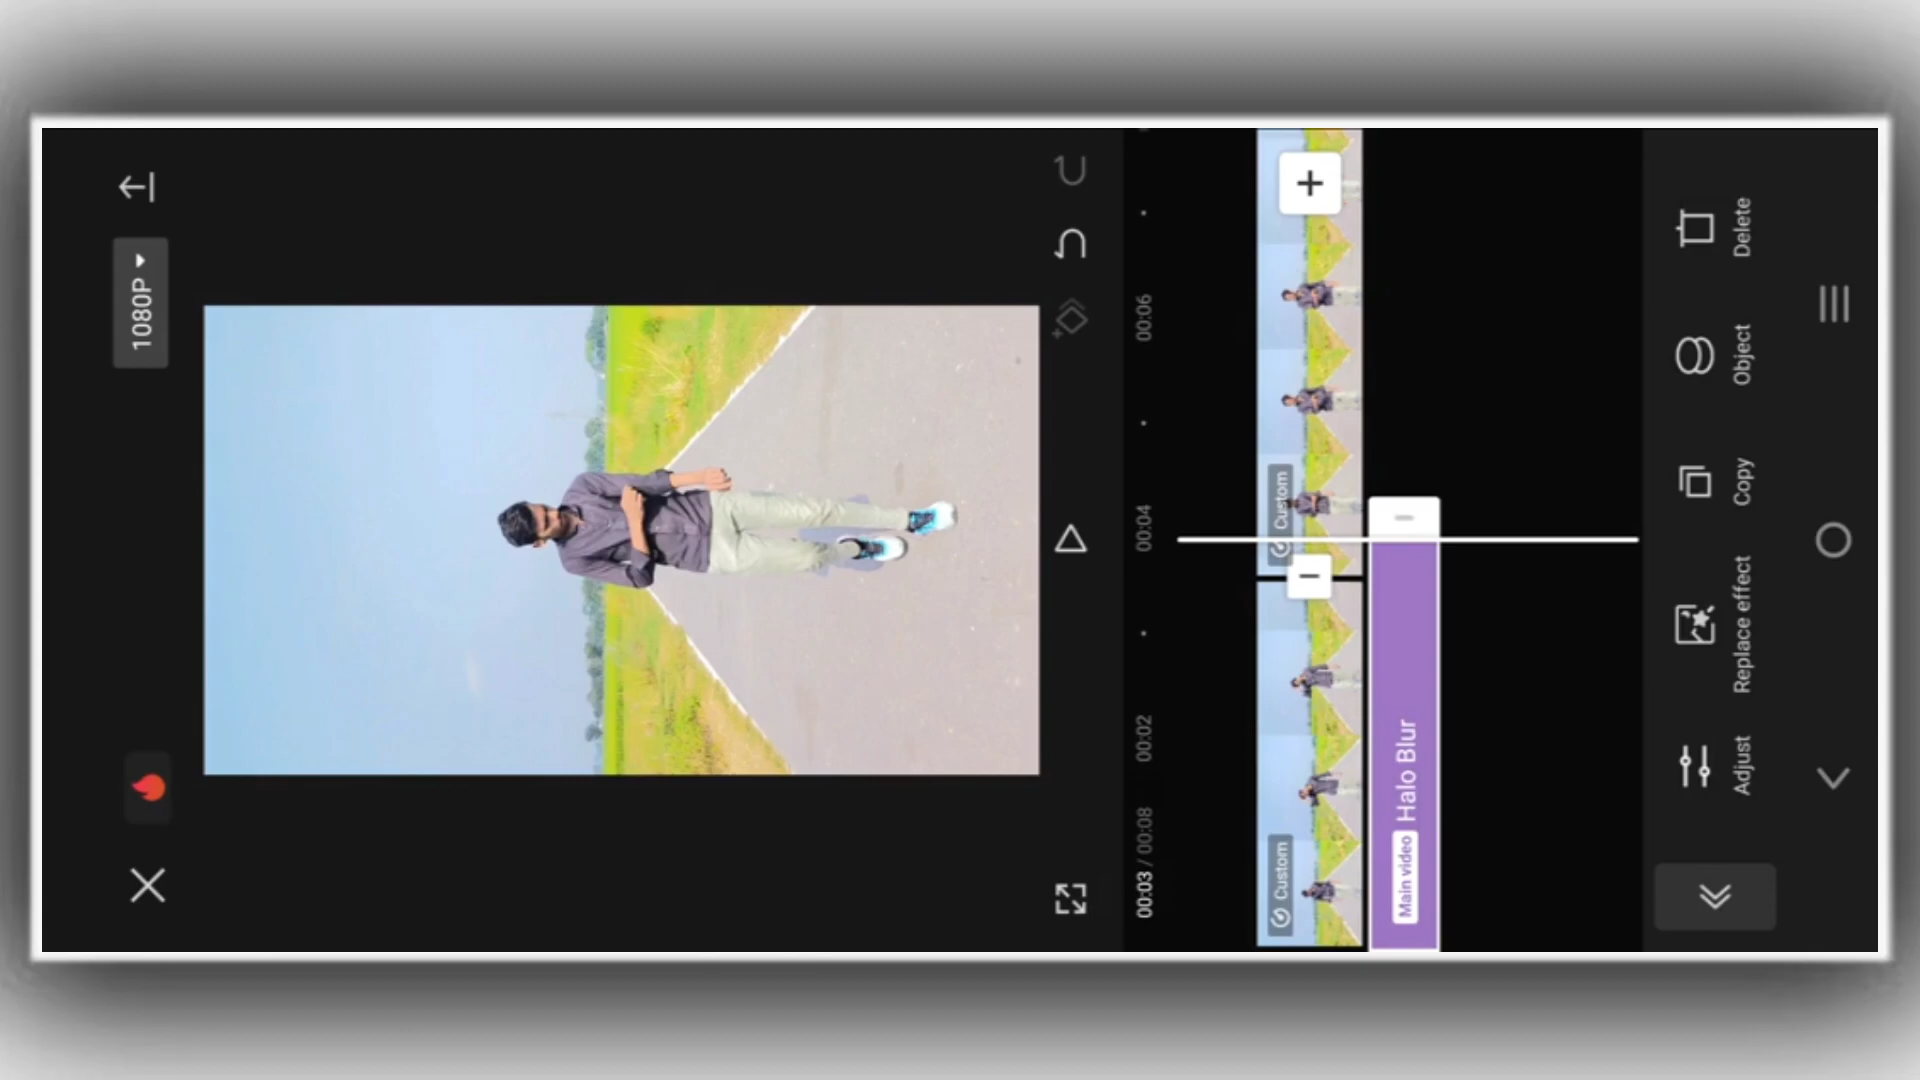 1080P
00:03 / 00:08
00:02
00:04
00:06
Custom
Custom
Main video
Halo Blur
Adjust
Replace effect
Copy
Object
Delete